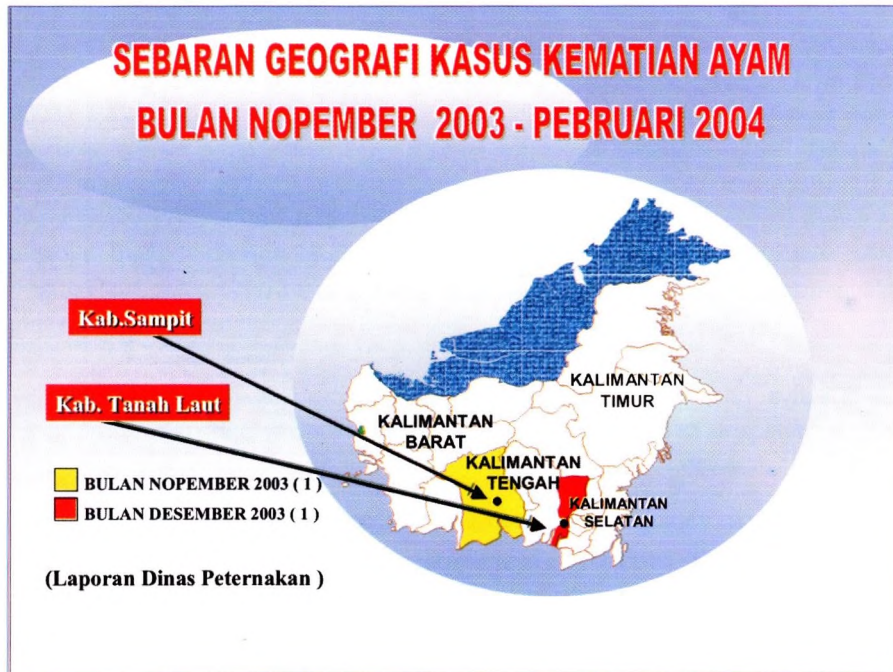 SEBARAN GEOGRAFI KASUS KEMATIAN AYAM
BULAN NOPEMBER 2003 - PEBRUARI 2004
Kab.Sampit
Kab. Tanah Laut
KALIMANTAN
TIMUR
KALIMANTAN
BARAT
KALIMANTAN
TENGAH
KALIMANTAN
SELATAN
BULAN NOPEMBER 2003 ( 1 )
BULAN DESEMBER 2003 ( 1 )
(Laporan Dinas Peternakan )